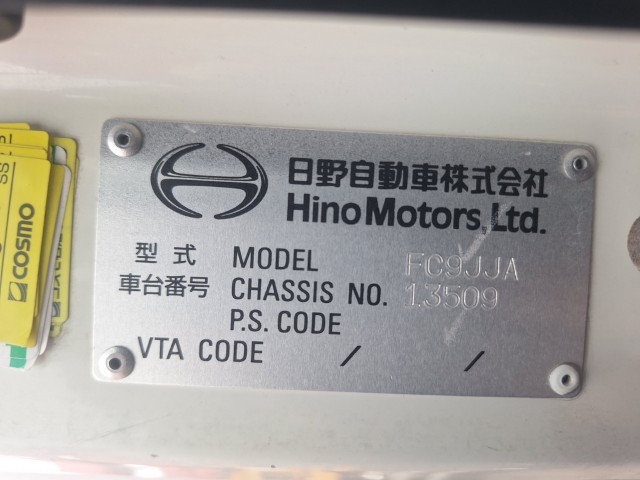 日野自動車株式会社
Hino Motors, Ltd.
型式 MODEL FC9JJA
車台番号 CHASSIS NO. 13509
P.S. CODE
VTA CODE / /
COSMO